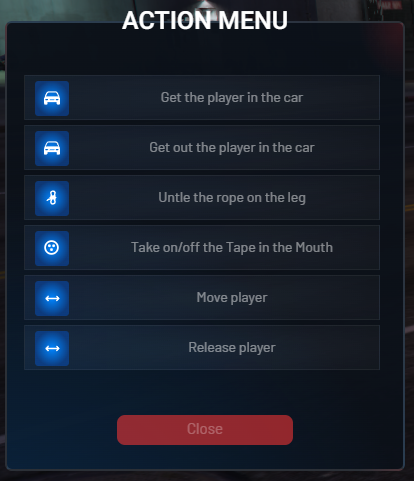 ACTION MENU
Get the player in the car
Get out the player in the car
Untle the rope on the leg
Take on/off the Tape in the Mouth
Move player
Release player
Close